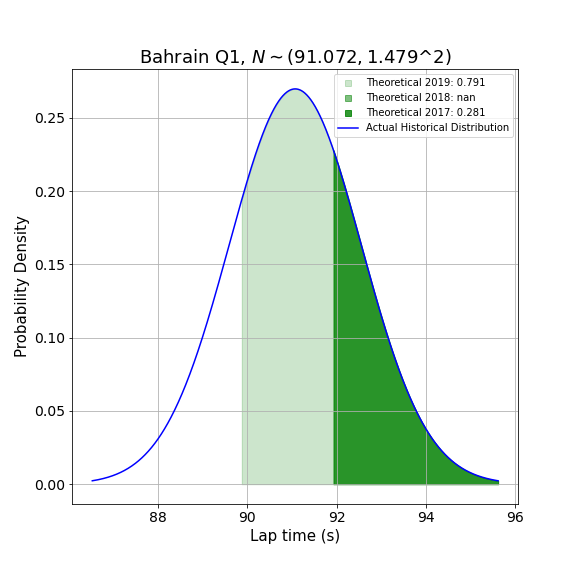 Bahrain Q1, N ∼ (91.072, 1.479^2)
Theoretical 2019: 0.791
Theoretical 2018: nan
Theoretical 2017: 0.281
Actual Historical Distribution
Probability Density
0.25
0.20
0.15
0.10
0.05
0.00
88 90 92 94 96
Lap time (s)